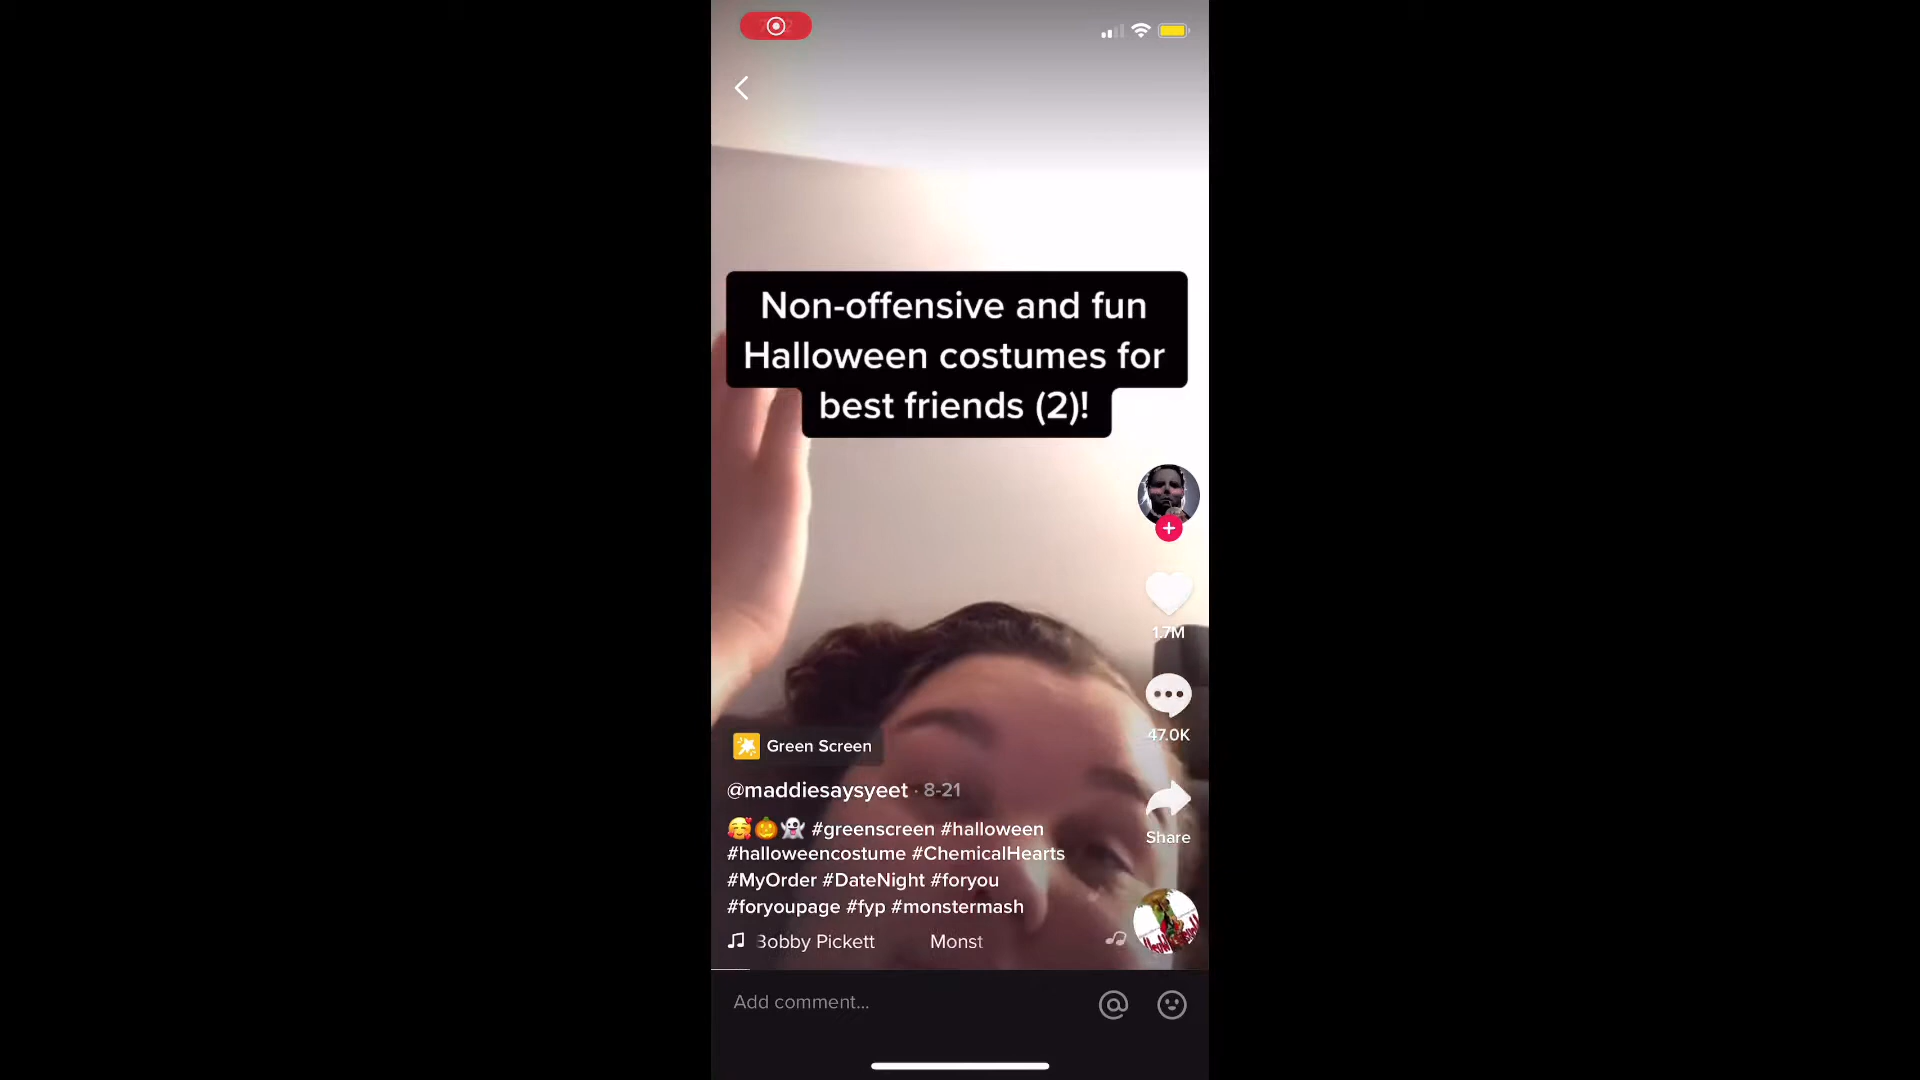 Non-offensive and fun
Halloween costumes for
best friends (2)!
1.7M
47.0K
Green Screen
@maddiesaysyeet · 8-21
Share
🥰🎃👻 #greenscreen #halloween
#halloweencostume #ChemicalHearts
#MyOrder #DateNight #foryou
#foryoupage #fyp #monstermash
Bobby Pickett Monst
Add comment...